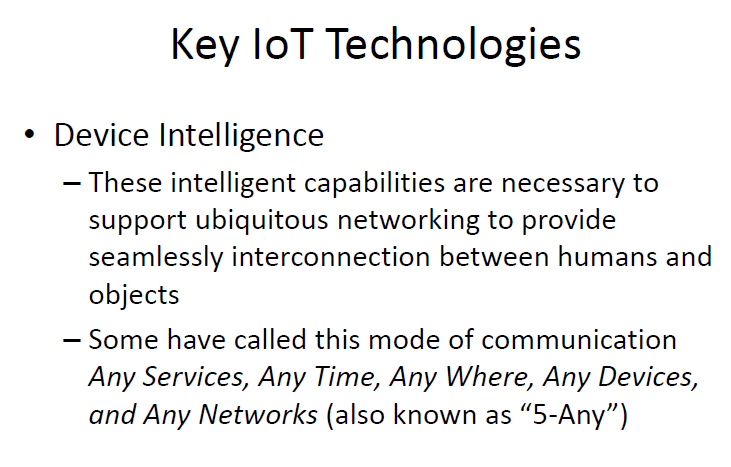 Key IoT Technologies
• Device Intelligence
– These intelligent capabilities are necessary to
support ubiquitous networking to provide
seamlessly interconnection between humans and
objects
– Some have called this mode of communication
Any Services, Any Time, Any Where, Any Devices,
and Any Networks (also known as “5-Any”)